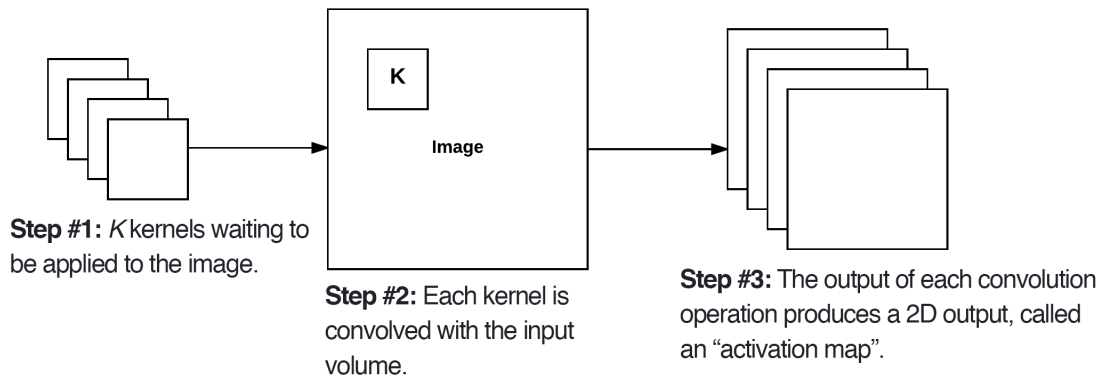 K
Image
Step #1: K kernels waiting to
be applied to the image.
Step #2: Each kernel is
convolved with the input
volume.
Step #3: The output of each convolution
operation produces a 2D output, called
an “activation map”.